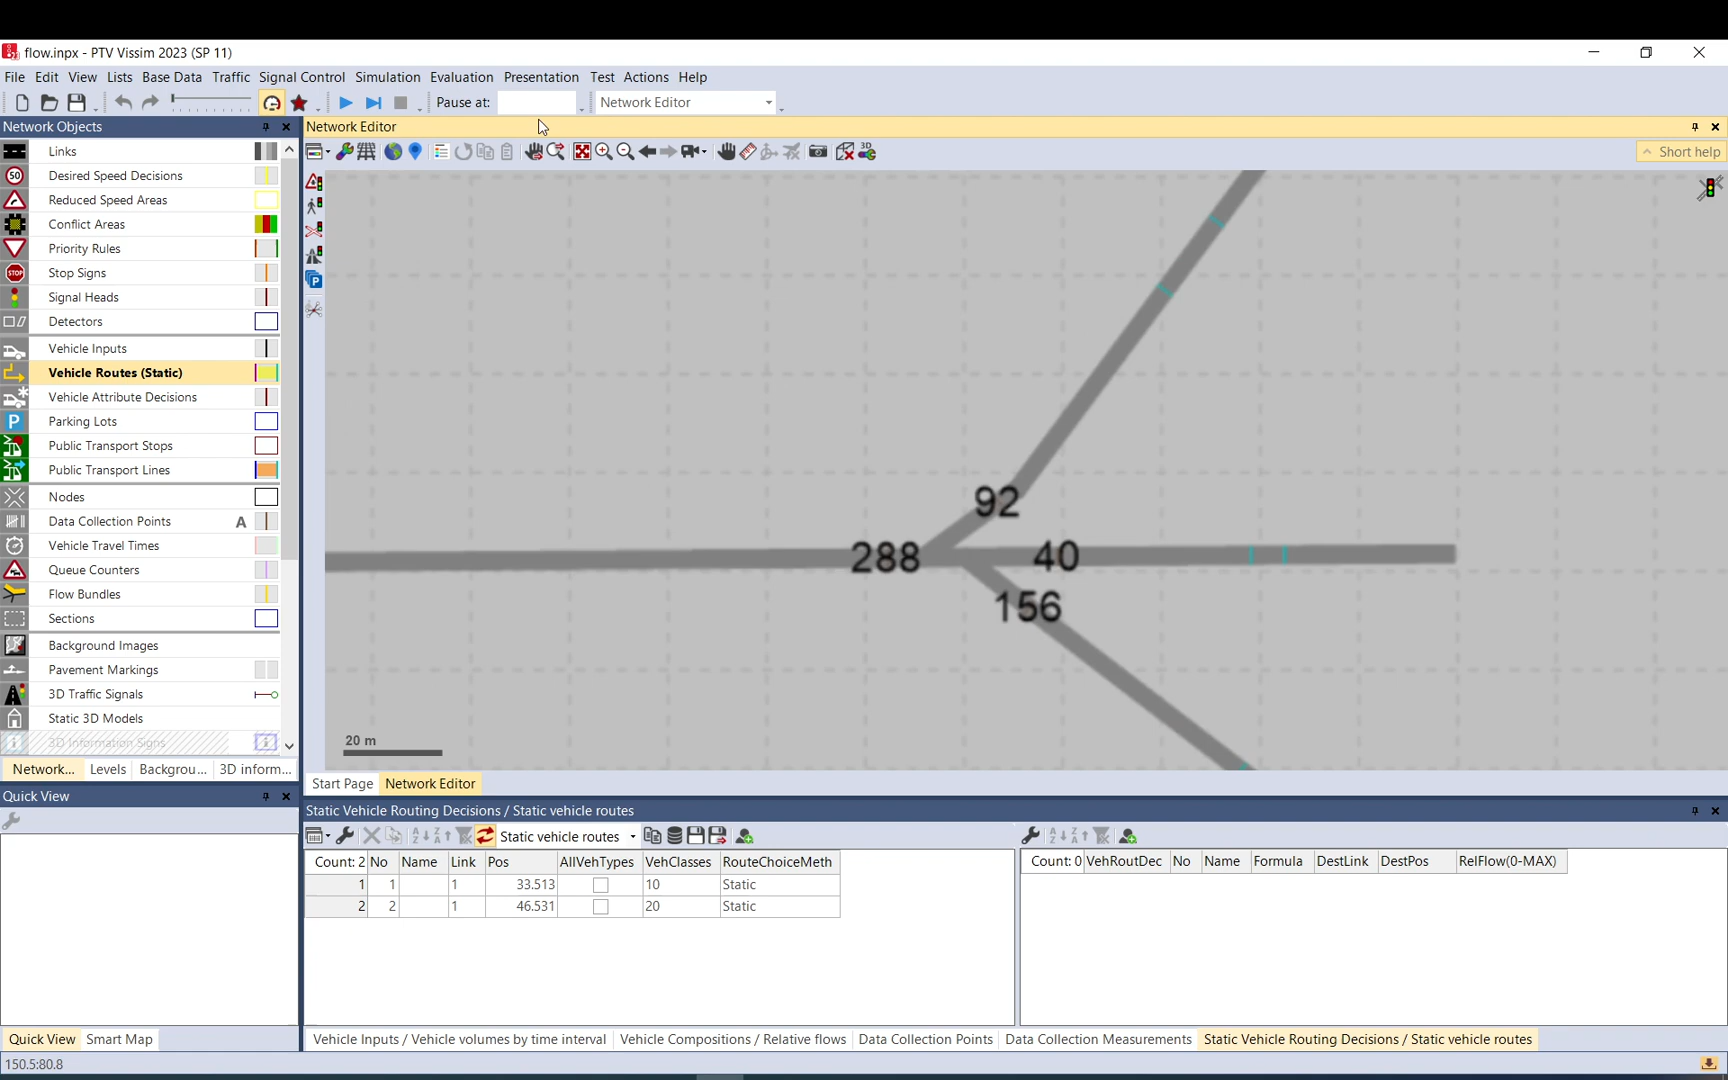 flow.inpx - PTV Vissim 2023 (SP 11)
File Edit View Lists Base Data Traffic Signal Control Simulation Evaluation Presentation Test Actions Help
Pause at: Network Editor
Network Objects
Network Editor
Short help
3D
Links
50 Desired Speed Decisions
Reduced Speed Areas
Conflict Areas
Priority Rules
STOP Stop Signs
Signal Heads
Detectors
Vehicle Inputs
Vehicle Routes (Static)
Vehicle Attribute Decisions
P Parking Lots
Public Transport Stops
Public Transport Lines
Nodes
Data Collection Points A
Vehicle Travel Times
Queue Counters
Flow Bundles
Sections
Background Images
Pavement Markings
3D Traffic Signals
Static 3D Models
3D Information Signs
Network... Levels Backgrou... 3D inform...
92
288 40
156
20 m
Start Page Network Editor
Quick View
Static Vehicle Routing Decisions / Static vehicle routes
Static vehicle routes
Count: 2 No Name Link Pos AllVehTypes VehClasses RouteChoiceMeth
1 1 1 33.513 10 Static
2 2 1 46.531 20 Static
Count: 0 VehRoutDec No Name Formula DestLink DestPos RelFlow(0-MAX)
Quick View Smart Map
Vehicle Inputs / Vehicle volumes by time interval Vehicle Compositions / Relative flows Data Collection Points Data Collection Measurements Static Vehicle Routing Decisions / Static vehicle routes
150.5:80.8